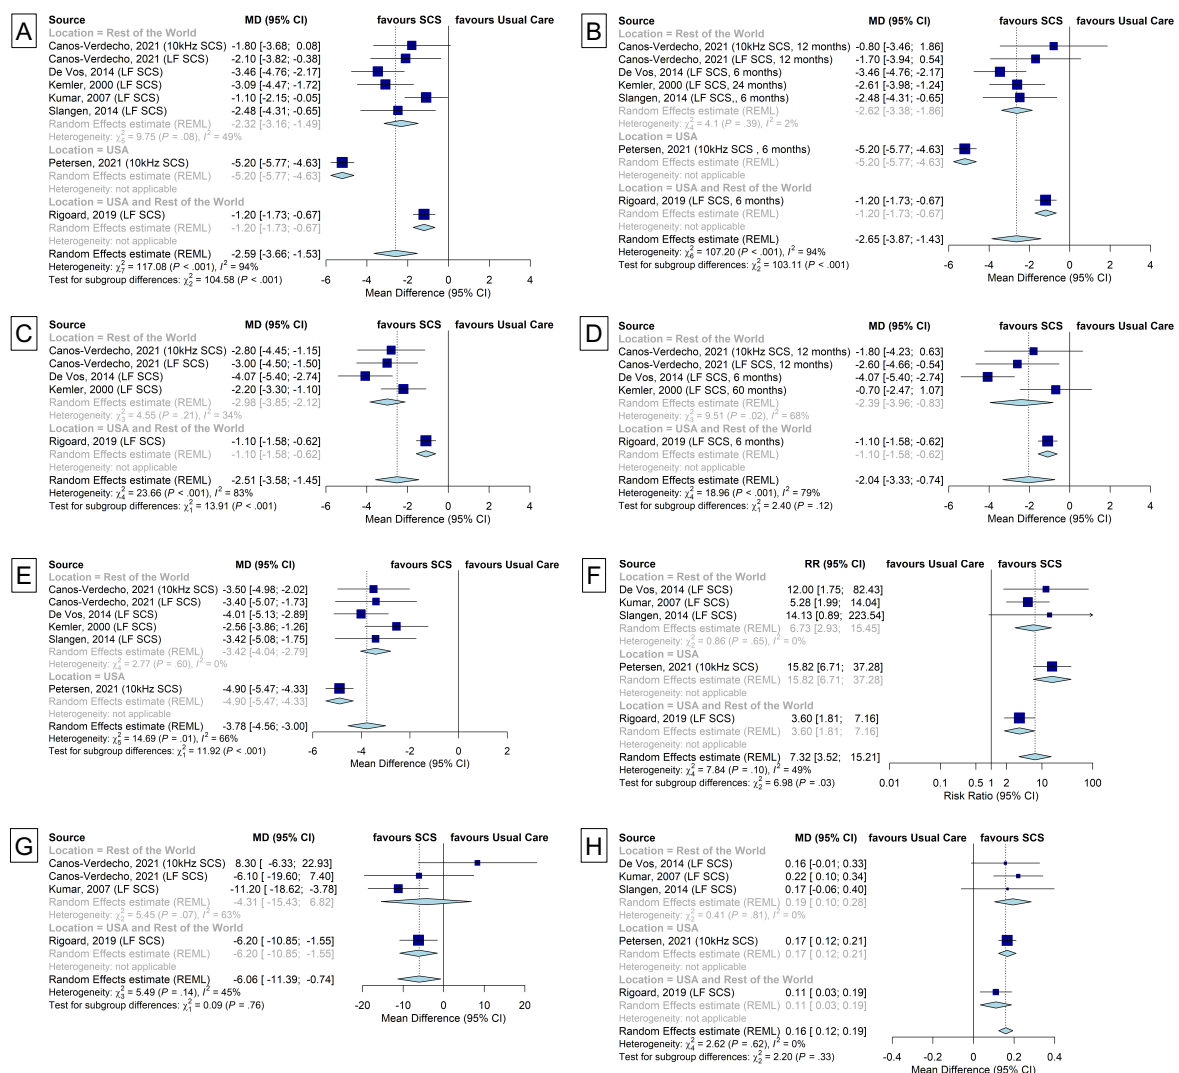 A
Source MD (95% CI) favours SCS favours Usual Care
Location = Rest of the World
Canos-Verdecho, 2021 (10kHz SCS) -1.80 [-3.68; 0.08]
Canos-Verdecho, 2021 (LF SCS) -2.10 [-3.82; -0.38]
De Vos, 2014 (LF SCS) -3.46 [-4.76; -2.17]
Kemler, 2000 (LF SCS) -3.09 [-4.47; -1.72]
Kumar, 2007 (LF SCS) -1.10 [-2.15; -0.05]
Slangen, 2014 (LF SCS) -2.48 [-4.31; -0.65]
Random Effects estimate (REML) -2.32 [-3.16; -1.49]
Heterogeneity: χ²₅ = 9.75 (P = .08), I² = 49%
Location = USA
Petersen, 2021 (10kHz SCS) -5.20 [-5.77; -4.63]
Random Effects estimate (REML) -5.20 [-5.77; -4.63]
Heterogeneity: not applicable
Location = USA and Rest of the World
Rigoard, 2019 (LF SCS) -1.20 [-1.73; -0.67]
Random Effects estimate (REML) -1.20 [-1.73; -0.67]
Heterogeneity: not applicable
Random Effects estimate (REML) -2.59 [-3.66; -1.53]
Heterogeneity: χ²₇ = 117.08 (P < .001), I² = 94%
Test for subgroup differences: χ²₂ = 104.58 (P < .001)
-6 -4 -2 0 2 4
Mean Difference (95% CI)
B
Source MD (95% CI) favours SCS favours Usual Care
Location = Rest of the World
Canos-Verdecho, 2021 (10kHz SCS, 12 months) -0.80 [-3.46; 1.86]
Canos-Verdecho, 2021 (LF SCS, 12 months) -1.70 [-3.94; 0.54]
De Vos, 2014 (LF SCS, 6 months) -3.46 [-4.76; -2.17]
Kemler, 2000 (LF SCS, 24 months) -2.61 [-3.98; -1.24]
Slangen, 2014 (LF SCS,, 6 months) -2.48 [-4.31; -0.65]
Random Effects estimate (REML) -2.62 [-3.38; -1.86]
Heterogeneity: χ²₄ = 4.1 (P = .39), I² = 2%
Location = USA
Petersen, 2021 (10kHz SCS , 6 months) -5.20 [-5.77; -4.63]
Random Effects estimate (REML) -5.20 [-5.77; -4.63]
Heterogeneity: not applicable
Location = USA and Rest of the World
Rigoard, 2019 (LF SCS, 6 months) -1.20 [-1.73; -0.67]
Random Effects estimate (REML) -1.20 [-1.73; -0.67]
Heterogeneity: not applicable
Random Effects estimate (REML) -2.65 [-3.87; -1.43]
Heterogeneity: χ²₆ = 107.20 (P < .001), I² = 94%
Test for subgroup differences: χ²₂ = 103.11 (P < .001)
-6 -4 -2 0 2 4
Mean Difference (95% CI)
C
Source MD (95% CI) favours SCS favours Usual Care
Location = Rest of the World
Canos-Verdecho, 2021 (10kHz SCS) -2.80 [-4.45; -1.15]
Canos-Verdecho, 2021 (LF SCS) -3.00 [-4.50; -1.50]
De Vos, 2014 (LF SCS) -4.07 [-5.40; -2.74]
Kemler, 2000 (LF SCS) -2.20 [-3.30; -1.10]
Random Effects estimate (REML) -2.98 [-3.85; -2.12]
Heterogeneity: χ²₃ = 4.55 (P = .21), I² = 34%
Location = USA and Rest of the World
Rigoard, 2019 (LF SCS) -1.10 [-1.58; -0.62]
Random Effects estimate (REML) -1.10 [-1.58; -0.62]
Heterogeneity: not applicable
Random Effects estimate (REML) -2.51 [-3.58; -1.45]
Heterogeneity: χ²₄ = 23.66 (P < .001), I² = 83%
Test for subgroup differences: χ²₁ = 13.91 (P < .001)
-6 -4 -2 0 2 4
Mean Difference (95% CI)
D
Source MD (95% CI) favours SCS favours Usual Care
Location = Rest of the World
Canos-Verdecho, 2021 (10kHz SCS, 12 months) -1.80 [-4.23; 0.63]
Canos-Verdecho, 2021 (LF SCS, 12 months) -2.60 [-4.66; -0.54]
De Vos, 2014 (LF SCS, 6 months) -4.07 [-5.40; -2.74]
Kemler, 2000 (LF SCS, 60 months) -0.70 [-2.47; 1.07]
Random Effects estimate (REML) -2.39 [-3.96; -0.83]
Heterogeneity: χ²₃ = 9.51 (P = .02), I² = 68%
Location = USA and Rest of the World
Rigoard, 2019 (LF SCS, 6 months) -1.10 [-1.58; -0.62]
Random Effects estimate (REML) -1.10 [-1.58; -0.62]
Heterogeneity: not applicable
Random Effects estimate (REML) -2.04 [-3.33; -0.74]
Heterogeneity: χ²₄ = 18.96 (P < .001), I² = 79%
Test for subgroup differences: χ²₁ = 2.40 (P = .12)
-6 -4 -2 0 2 4
Mean Difference (95% CI)
E
Source MD (95% CI) favours SCS favours Usual Care
Location = Rest of the World
Canos-Verdecho, 2021 (10kHz SCS) -3.50 [-4.98; -2.02]
Canos-Verdecho, 2021 (LF SCS) -3.40 [-5.07; -1.73]
De Vos, 2014 (LF SCS) -4.01 [-5.13; -2.89]
Kemler, 2000 (LF SCS) -2.56 [-3.86; -1.26]
Slangen, 2014 (LF SCS) -3.42 [-5.08; -1.75]
Random Effects estimate (REML) -3.42 [-4.04; -2.79]
Heterogeneity: χ²₄ = 2.77 (P = .60), I² = 0%
Location = USA
Petersen, 2021 (10kHz SCS) -4.90 [-5.47; -4.33]
Random Effects estimate (REML) -4.90 [-5.47; -4.33]
Heterogeneity: not applicable
Random Effects estimate (REML) -3.78 [-4.56; -3.00]
Heterogeneity: χ²₅ = 14.69 (P = .01), I² = 66%
Test for subgroup differences: χ²₁ = 11.92 (P < .001)
-6 -4 -2 0 2
Mean Difference (95% CI)
F
Source RR (95% CI) favours Usual Care favours SCS
Location = Rest of the World
De Vos, 2014 (LF SCS) 12.00 [1.75; 82.43]
Kumar, 2007 (LF SCS) 5.28 [1.99; 14.04]
Slangen, 2014 (LF SCS) 14.13 [0.89; 223.54]
Random Effects estimate (REML) 6.73 [2.93; 15.45]
Heterogeneity: χ²₂ = 0.86 (P = .65), I² = 0%
Location = USA
Petersen, 2021 (10kHz SCS) 15.82 [6.71; 37.28]
Random Effects estimate (REML) 15.82 [6.71; 37.28]
Heterogeneity: not applicable
Location = USA and Rest of the World
Rigoard, 2019 (LF SCS) 3.60 [1.81; 7.16]
Random Effects estimate (REML) 3.60 [1.81; 7.16]
Heterogeneity: not applicable
Random Effects estimate (REML) 7.32 [3.52; 15.21]
Heterogeneity: χ²₄ = 7.84 (P = .10), I² = 49%
Test for subgroup differences: χ²₂ = 6.98 (P = .03)
0.01 0.1 0.5 1 2 10 100
Risk Ratio (95% CI)
G
Source MD (95% CI) favours SCS favours Usual Care
Location = Rest of the World
Canos-Verdecho, 2021 (10kHz SCS) 8.30 [ -6.33; 22.93]
Canos-Verdecho, 2021 (LF SCS) -6.10 [-19.60; 7.40]
Kumar, 2007 (LF SCS) -11.20 [-18.62; -3.78]
Random Effects estimate (REML) -4.31 [-15.43; 6.82]
Heterogeneity: χ²₂ = 5.45 (P = .07), I² = 63%
Location = USA and Rest of the World
Rigoard, 2019 (LF SCS) -6.20 [-10.85; -1.55]
Random Effects estimate (REML) -6.20 [-10.85; -1.55]
Heterogeneity: not applicable
Random Effects estimate (REML) -6.06 [-11.39; -0.74]
Heterogeneity: χ²₃ = 5.49 (P = .14), I² = 45%
Test for subgroup differences: χ²₁ = 0.09 (P = .76)
-20 -10 0 10 20
Mean Difference (95% CI)
H
Source MD (95% CI) favours Usual Care favours SCS
Location = Rest of the World
De Vos, 2014 (LF SCS) 0.16 [-0.01; 0.33]
Kumar, 2007 (LF SCS) 0.22 [0.10; 0.34]
Slangen, 2014 (LF SCS) 0.17 [-0.06; 0.40]
Random Effects estimate (REML) 0.19 [0.10; 0.28]
Heterogeneity: χ²₂ = 0.41 (P = .81), I² = 0%
Location = USA
Petersen, 2021 (10kHz SCS) 0.17 [0.12; 0.21]
Random Effects estimate (REML) 0.17 [0.12; 0.21]
Heterogeneity: not applicable
Location = USA and Rest of the World
Rigoard, 2019 (LF SCS) 0.11 [0.03; 0.19]
Random Effects estimate (REML) 0.11 [0.03; 0.19]
Heterogeneity: not applicable
Random Effects estimate (REML) 0.16 [0.12; 0.19]
Heterogeneity: χ²₄ = 2.62 (P = .62), I² = 0%
Test for subgroup differences: χ²₂ = 2.20 (P = .33)
-0.4 -0.2 0 0.2 0.4
Mean Difference (95% CI)